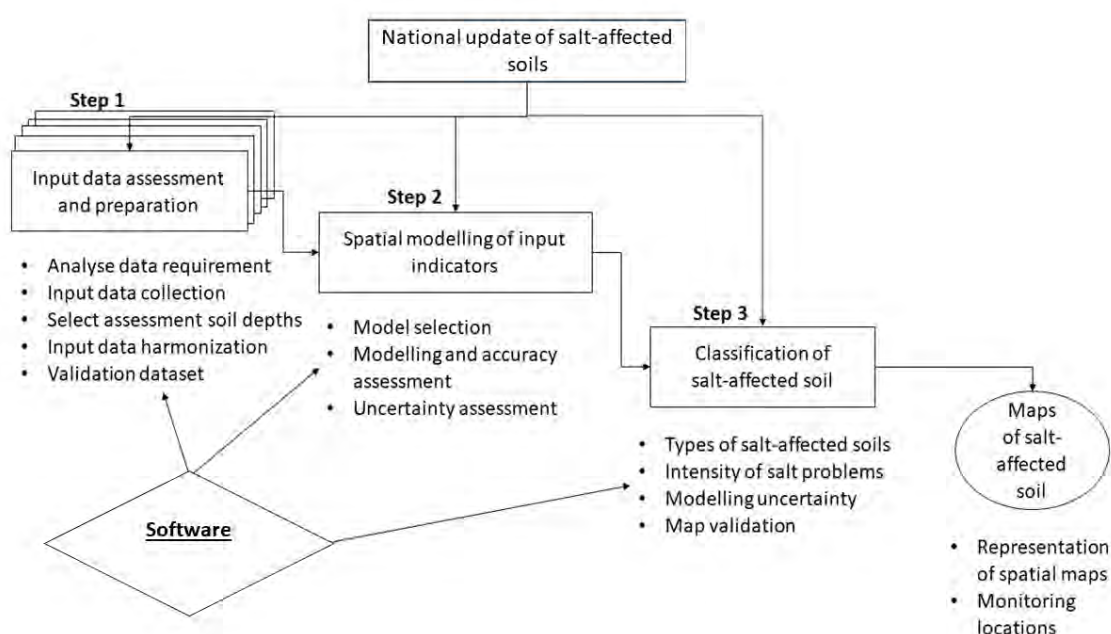 National update of salt-affected
soils
Step 1
Input data assessment
and preparation
• Analyse data requirement
• Input data collection
• Select assessment soil depths
• Input data harmonization
• Validation dataset
Step 2
Spatial modelling of input
indicators
• Model selection
• Modelling and accuracy
assessment
• Uncertainty assessment
Step 3
Classification of
salt-affected soil
• Types of salt-affected soils
• Intensity of salt problems
• Modelling uncertainty
• Map validation
Maps
of salt-
affected
soil
• Representation
of spatial maps
• Monitoring
locations
Software